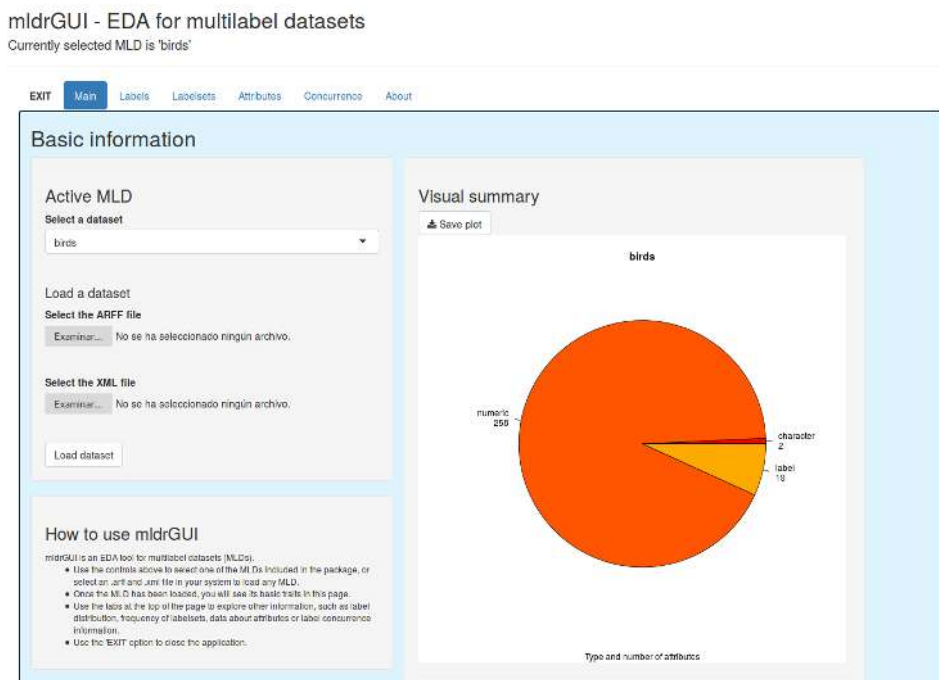 mldrGUI - EDA for multilabel datasets
Currently selected MLD is 'birds'
EXIT Main Labels Labelsets Attributes Concurrence About
Basic information
Active MLD
Select a dataset
birds
Load a dataset
Select the ARFF file
Examinar... No se ha seleccionado ningún archivo.
Select the XML file
Examinar... No se ha seleccionado ningún archivo.
Load dataset
How to use mldrGUI
mldrGUI is an EDA tool for multilabel datasets (MLDs).
● Use the controls above to select one of the MLDs included in the package, or
select an .arff and .xml file in your system to load any MLD.
● Once the MLD has been loaded, you will see its basic traits in this page.
● Use the tabs at the top of the page to explore other information, such as label
distribution, frequency of labelsets, data about attributes or label concurrence
information.
● Use the 'EXIT' option to close the application.
Visual summary
Save plot
birds
numeric
258
character
2
label
19
Type and number of attributes